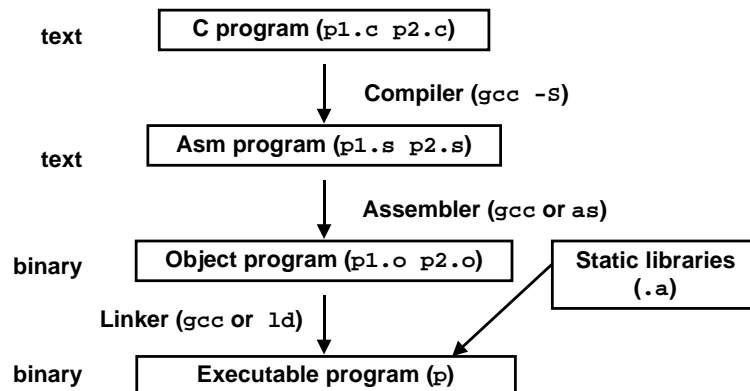 text
C program (p1.c p2.c)
Compiler (gcc -S)
text
Asm program (p1.s p2.s)
Assembler (gcc or as)
binary
Object program (p1.o p2.o)
Static libraries
(.a)
Linker (gcc or ld)
binary
Executable program (p)